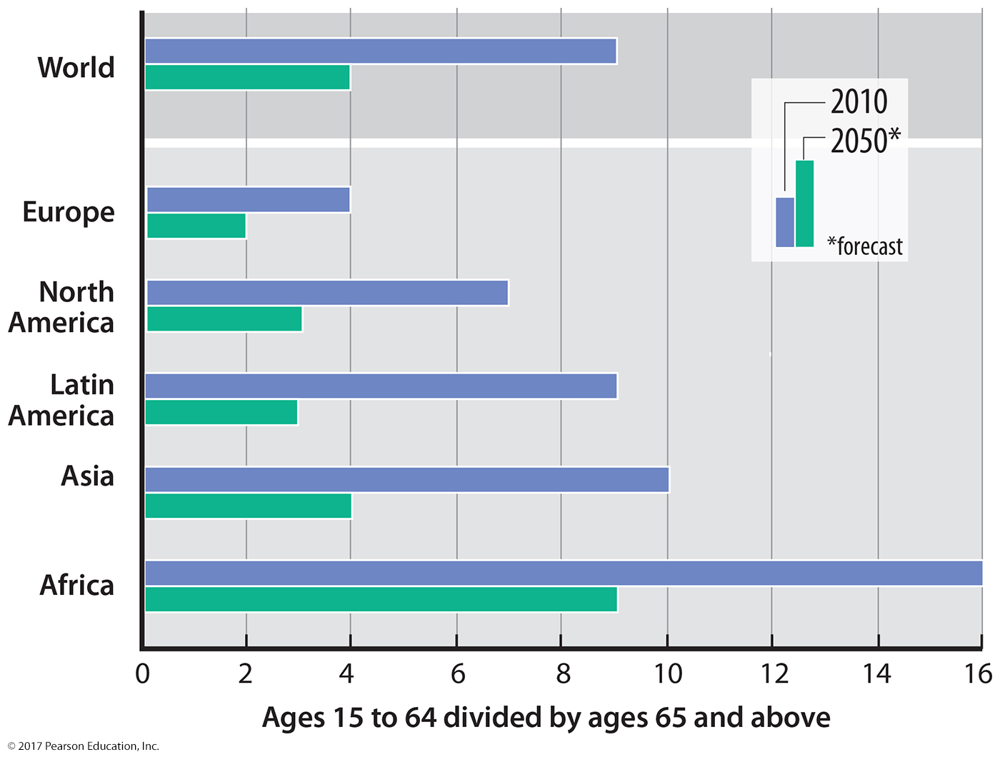 World
Europe
North
America
Latin
America
Asia
Africa
2010
2050*
*forecast
0 2 4 6 8 10 12 14 16
Ages 15 to 64 divided by ages 65 and above
© 2017 Pearson Education, Inc.